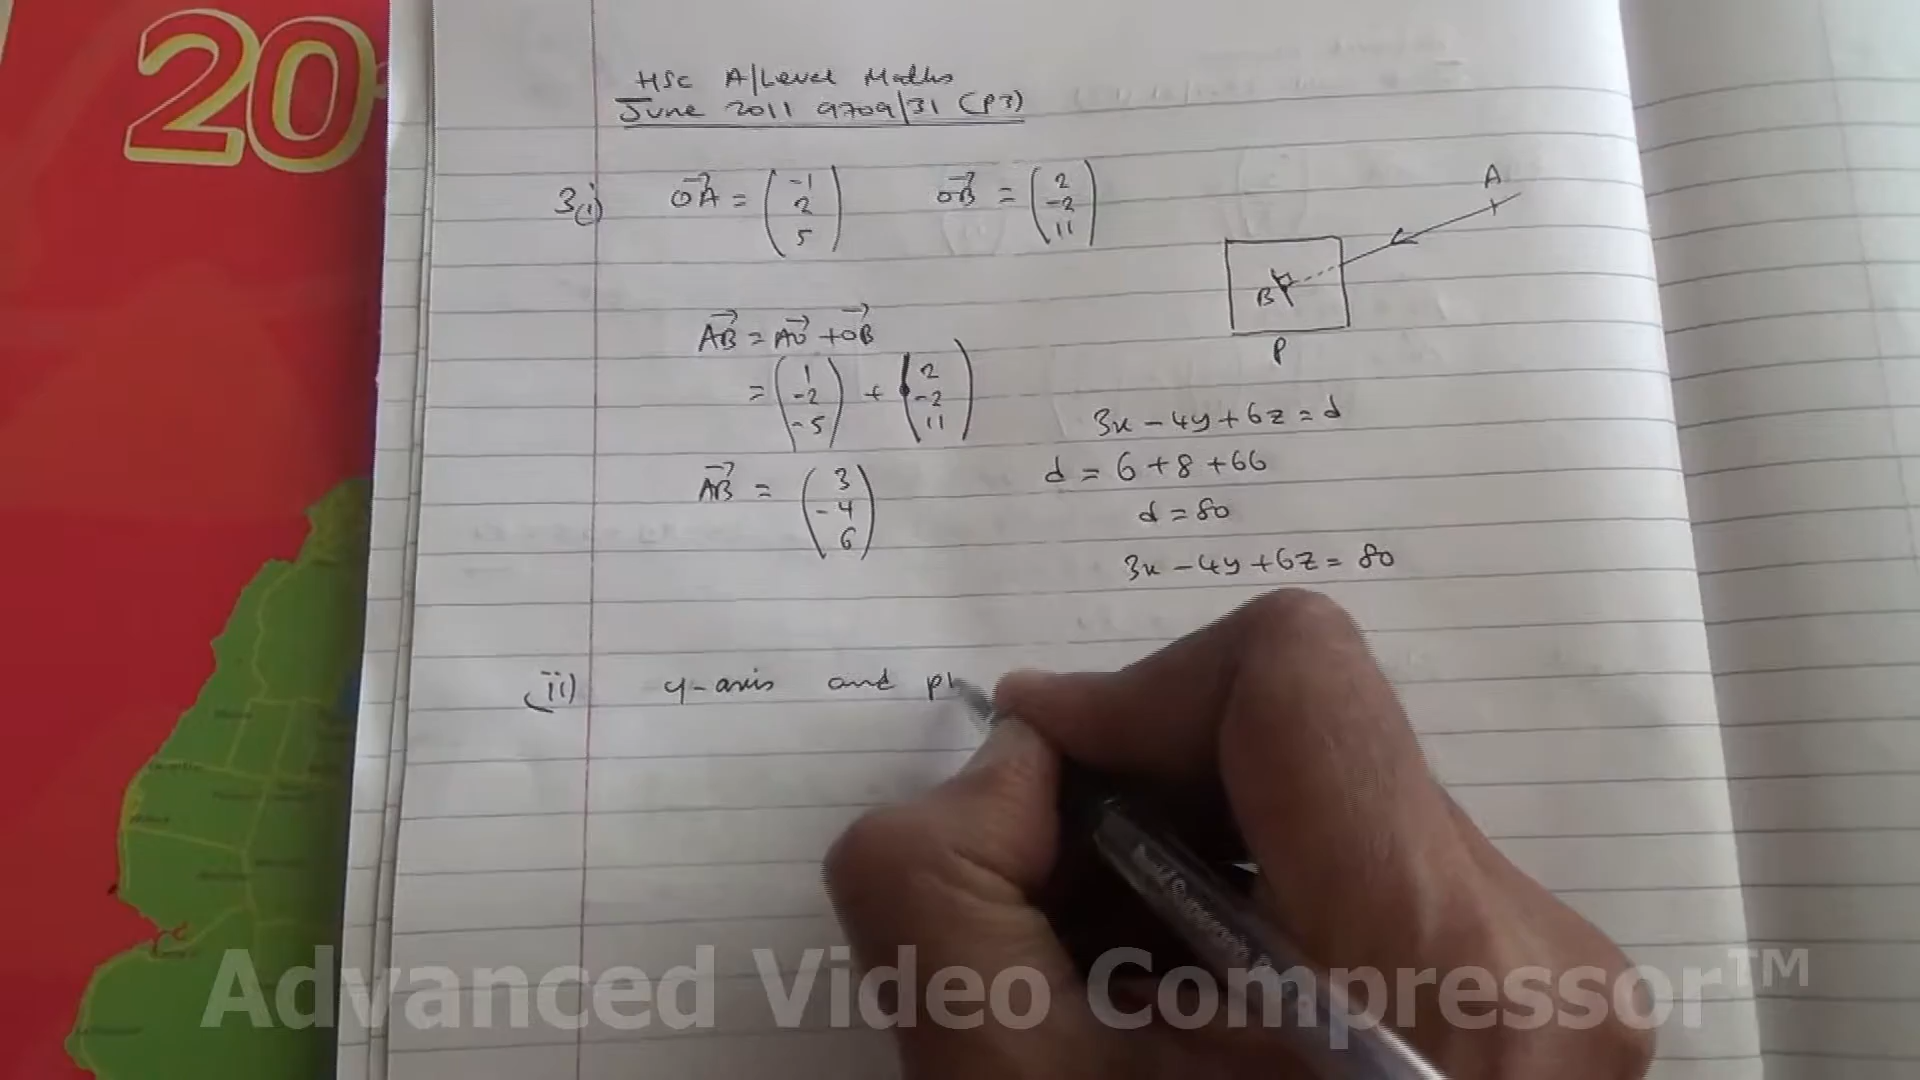 20
HSC A/Level Maths
June 2011 9709/31 (P3)
3(i) OA→ = (-1 2 5) OB→ = (2 -2 11)
A
B
P
AB→ = AO→ + OB→
= (1 -2 -5) + (2 -2 11)
3x - 4y + 6z = d
AB→ = (3 -4 6)
d = 6 + 8 + 66
d = 80
3x - 4y + 6z = 80
(ii) y-axis and pl
Advanced Video Compressor™